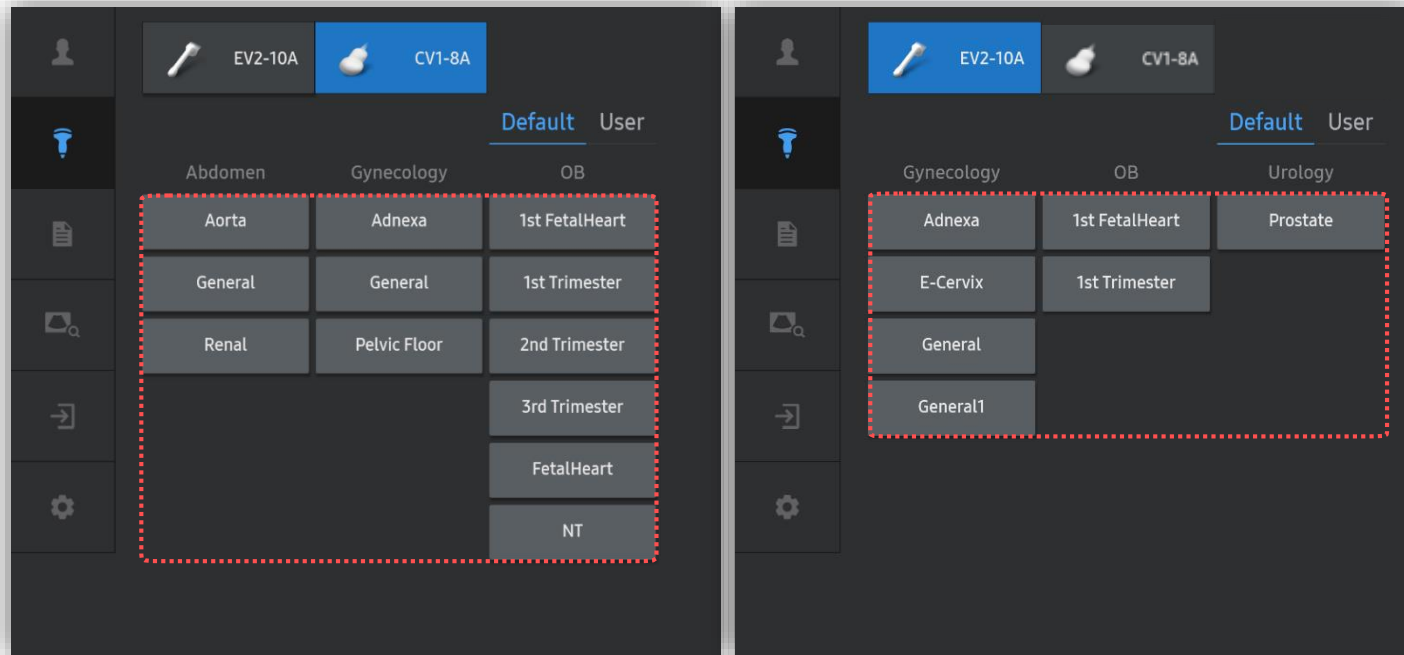 EV2-10A CV1-8A
Default User
Abdomen Gynecology OB
Aorta Adnexa 1st FetalHeart
General General 1st Trimester
Renal Pelvic Floor 2nd Trimester
3rd Trimester
FetalHeart
NT
EV2-10A CV1-8A
Default User
Gynecology OB Urology
Adnexa 1st FetalHeart Prostate
E-Cervix 1st Trimester
General
General1